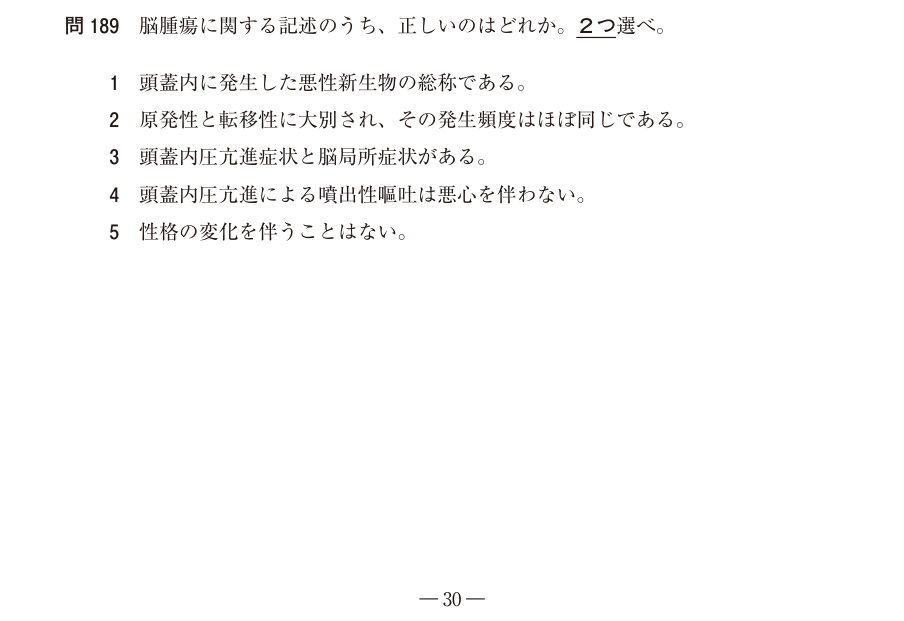 問 189 脳腫瘍に関する記述のうち、正しいのはどれか。2つ選べ。
1 頭蓋内に発生した悪性新生物の総称である。
2 原発性と転移性に大別され、その発生頻度はほぼ同じである。
3 頭蓋内圧亢進症状と脳局所症状がある。
4 頭蓋内圧亢進による噴出性嘔吐は悪心を伴わない。
5 性格の変化を伴うことはない。
— 30 —